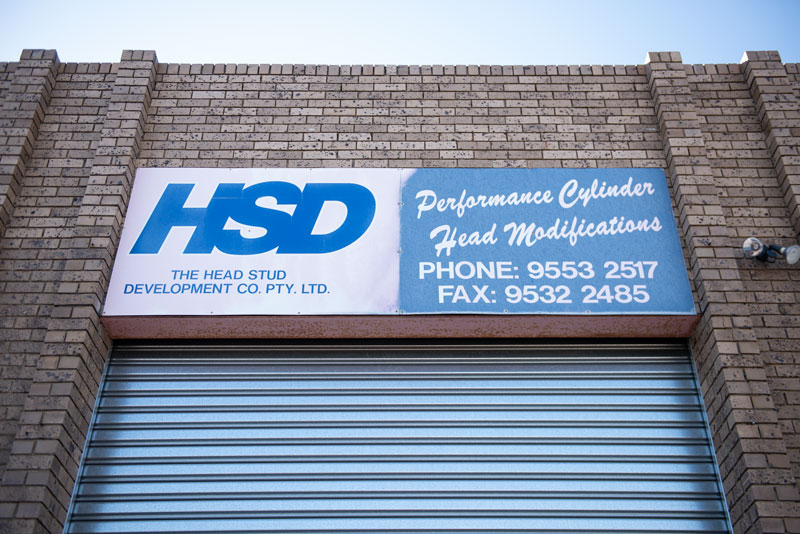 HSD
THE HEAD STUD
DEVELOPMENT CO. PTY. LTD.
Performance Cylinder
Head Modifications
PHONE: 9553 2517
FAX: 9532 2485